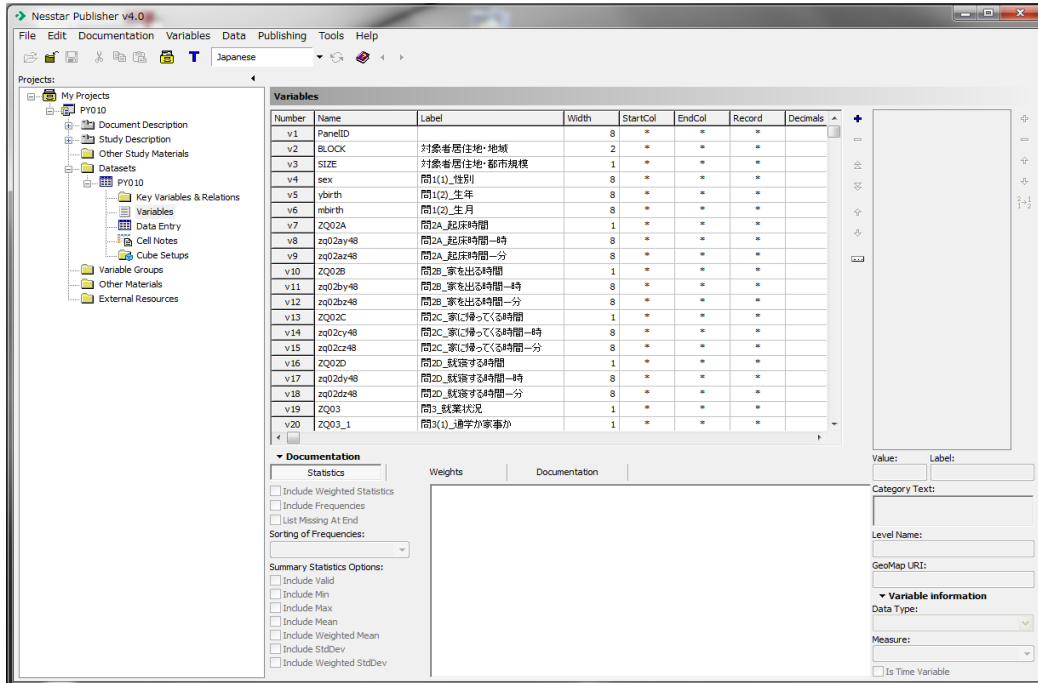 Nesstar Publisher v4.0
File Edit Documentation Variables Data Publishing Tools Help
T Japanese
Projects:
My Projects
PY010
Document Description
Study Description
Other Study Materials
Datasets
PY010
Key Variables & Relations
Variables
Data Entry
Cell Notes
Cube Setups
Variable Groups
Other Materials
External Resources
Variables
Number Name Label Width StartCol EndCol Record Decimals
v1 PanelID 8 * * *
v2 BLOCK 対象者居住地・地域 2 * * *
v3 SIZE 対象者居住地・都市規模 1 * * *
v4 sex 問1(1)_性別 8 * * *
v5 ybirth 問1(2)_生年 8 * * *
v6 mbirth 問1(2)_生月 8 * * *
v7 ZQ02A 問2A_起床時間 1 * * *
v8 zq02ay48 問2A_起床時間―時 8 * * *
v9 zq02az48 問2A_起床時間―分 8 * * *
v10 ZQ02B 問2B_家を出る時間 1 * * *
v11 zq02by48 問2B_家を出る時間―時 8 * * *
v12 zq02bz48 問2B_家を出る時間―分 8 * * *
v13 ZQ02C 問2C_家に帰ってくる時間 1 * * *
v14 zq02cy48 問2C_家に帰ってくる時間―時 8 * * *
v15 zq02cz48 問2C_家に帰ってくる時間―分 8 * * *
v16 ZQ02D 問2D_就寝する時間 1 * * *
v17 zq02dy48 問2D_就寝する時間―時 8 * * *
v18 zq02dz48 問2D_就寝する時間―分 8 * * *
v19 ZQ03 問3_就業状況 1 * * *
v20 ZQ03_1 問3(1)_通学か家事か 1 * * *
Documentation
Statistics Weights Documentation
Include Weighted Statistics
Include Frequencies
List Missing At End
Sorting of Frequencies:
Summary Statistics Options:
Include Valid
Include Min
Include Max
Include Mean
Include Weighted Mean
Include StdDev
Include Weighted StdDev
Value: Label:
Category Text:
Level Name:
GeoMap URI:
Variable information
Data Type:
Measure:
Is Time Variable